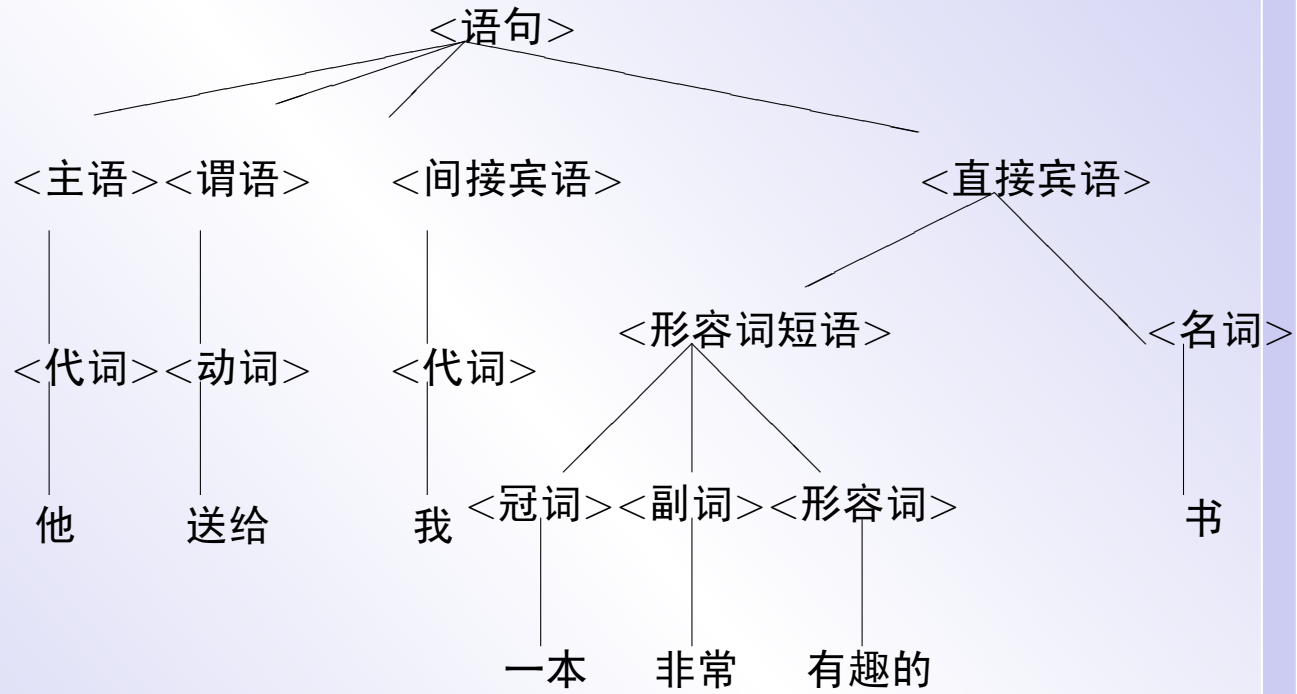 <语句>
<主语><谓语> <间接宾语> <直接宾语>
<形容词短语> <名词>
<代词><动词> <代词>
他 送给 我 <冠词><副词><形容词> 书
一本 非常 有趣的